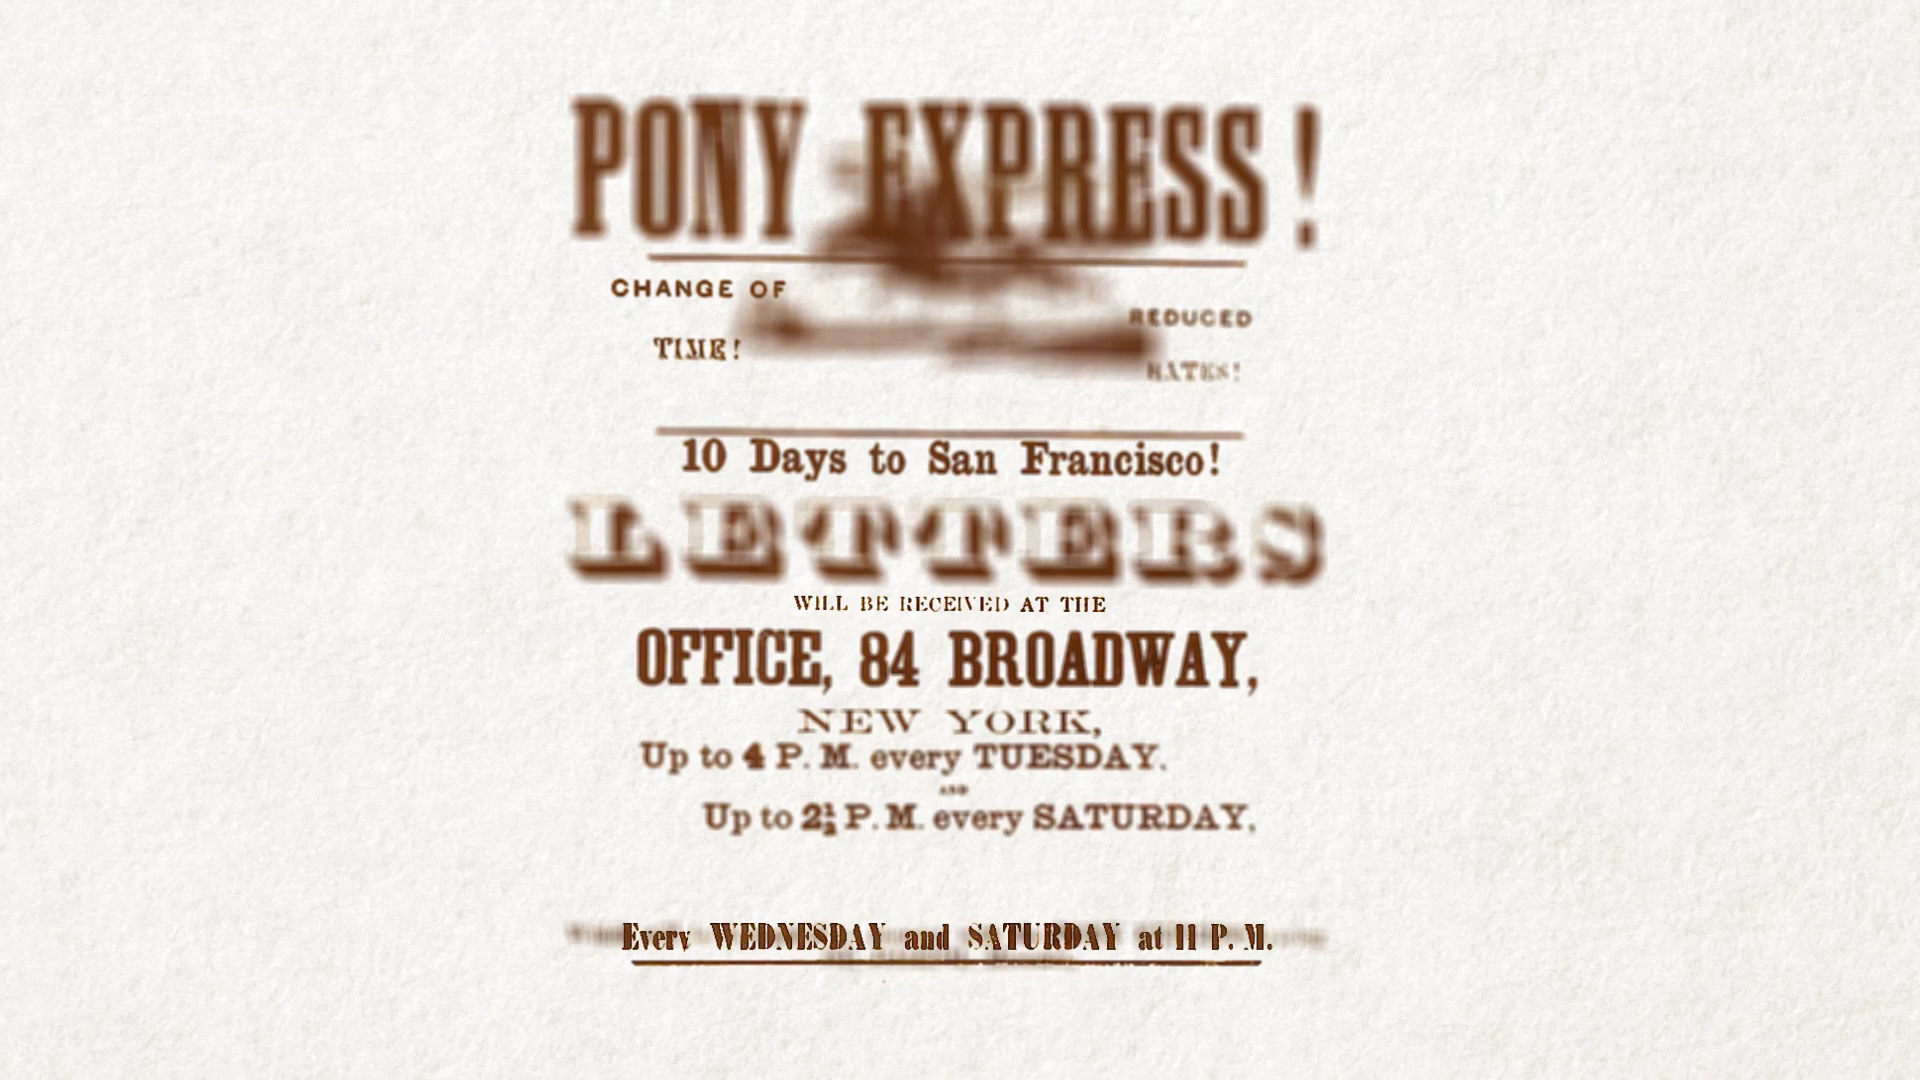 PONY EXPRESS!
CHANGE OF
TIME!
REDUCED
RATES!
10 Days to San Francisco!
LETTERS
WILL BE RECEIVED AT THE
OFFICE, 84 BROADWAY,
NEW YORK,
Up to 4 P. M. every TUESDAY.
AND
Up to 2½ P. M. every SATURDAY,
Every WEDNESDAY and SATURDAY at 11 P. M.